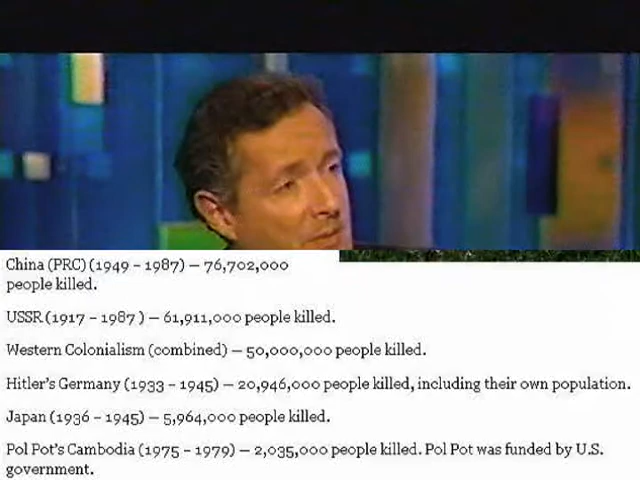 China (PRC) (1949 – 1987) — 76,702,000
people killed.
USSR (1917 – 1987 ) — 61,911,000 people killed.
Western Colonialism (combined) — 50,000,000 people killed.
Hitler's Germany (1933 – 1945) — 20,946,000 people killed, including their own population.
Japan (1936 – 1945) — 5,964,000 people killed.
Pol Pot's Cambodia (1975 – 1979) — 2,035,000 people killed. Pol Pot was funded by U.S.
government.